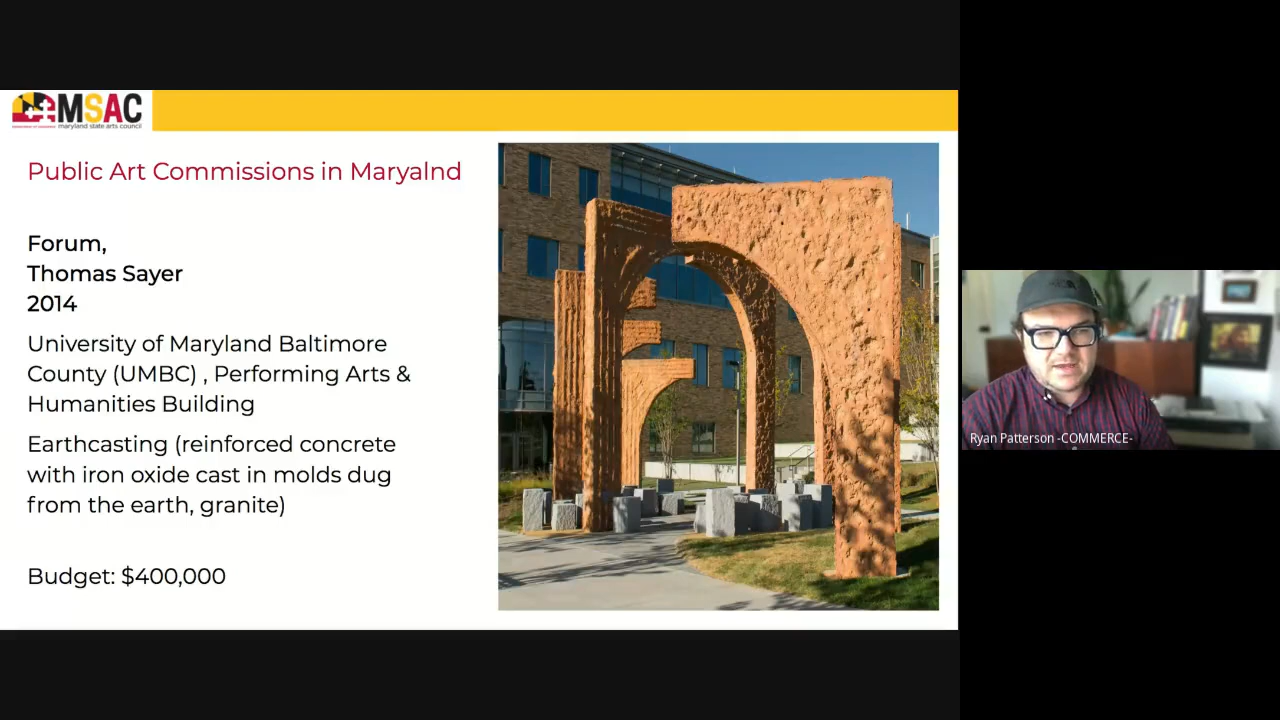 MSAC
maryland state arts council
Public Art Commissions in Maryalnd
Forum,
Thomas Sayer
2014
University of Maryland Baltimore
County (UMBC) , Performing Arts &
Humanities Building
Earthcasting (reinforced concrete
with iron oxide cast in molds dug
from the earth, granite)
Budget: $400,000
Ryan Patterson -COMMERCE-